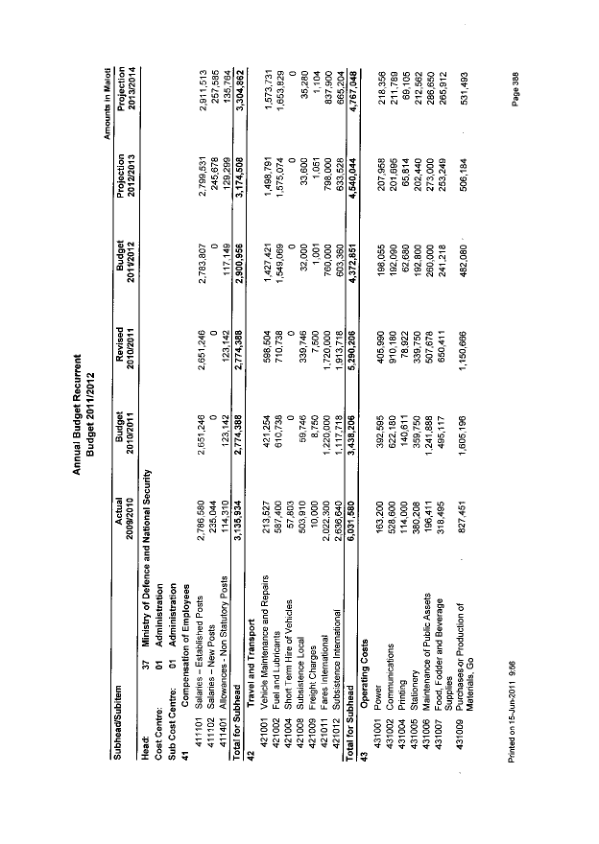 Annual Budget Recurrent
Budget 2011/2012
Amounts in Maloti
Subhead/Subitem Actual 2009/2010 Budget 2010/2011 Revised 2010/2011 Budget 2011/2012 Projection 2012/2013 Projection 2013/2014
Head: 37 Ministry of Defence and National Security
Cost Centre: 01 Administration
Sub Cost Centre: 01 Administration
41 Compensation of Employees
411101 Salaries – Established Posts 2,786,580 2,651,246 2,651,246 2,783,807 2,799,531 2,911,513
411102 Salaries – New Posts 235,044 0 0 0 245,678 257,585
411401 Allowances - Non Statutory Posts 114,310 123,142 123,142 117,149 129,299 135,764
Total for Subhead 3,135,934 2,774,388 2,774,388 2,900,956 3,174,508 3,304,862
42 Travel and Transport
421001 Vehicle Maintenance and Repairs 213,527 421,254 598,504 1,427,421 1,498,791 1,573,731
421002 Fuel and Lubricants 587,400 610,738 710,738 1,549,069 1,575,074 1,653,829
421004 Short Term Hire of Vehicles 57,803 0 0 0 0 0
421008 Subsistence Local 503,910 59,746 339,746 32,000 33,600 35,280
421009 Freight Charges 10,000 8,750 7,500 1,001 1,051 1,104
421011 Fares International 2,022,300 1,220,000 1,720,000 760,000 798,000 837,900
421012 Subsistence International 2,636,640 1,117,718 1,913,718 603,360 633,528 665,204
Total for Subhead 6,031,580 3,438,206 5,290,206 4,372,851 4,540,044 4,767,048
43 Operating Costs
431001 Power 163,200 392,595 405,990 198,055 207,958 218,356
431002 Communications 528,600 622,180 910,180 192,090 201,695 211,789
431004 Printing 114,000 140,611 78,922 62,680 65,814 69,105
431005 Stationery 380,208 359,750 339,750 192,800 202,440 212,562
431006 Maintenance of Public Assets 196,411 1,241,888 507,678 260,000 273,000 286,650
431007 Food, Fodder and Beverage Supplies 318,495 495,117 650,411 241,218 253,249 265,912
431009 Purchases or Production of Materials, Go 827,451 1,605,196 1,150,666 482,080 506,184 531,493
Printed on 15-Jun-2011 9:56
Page 388